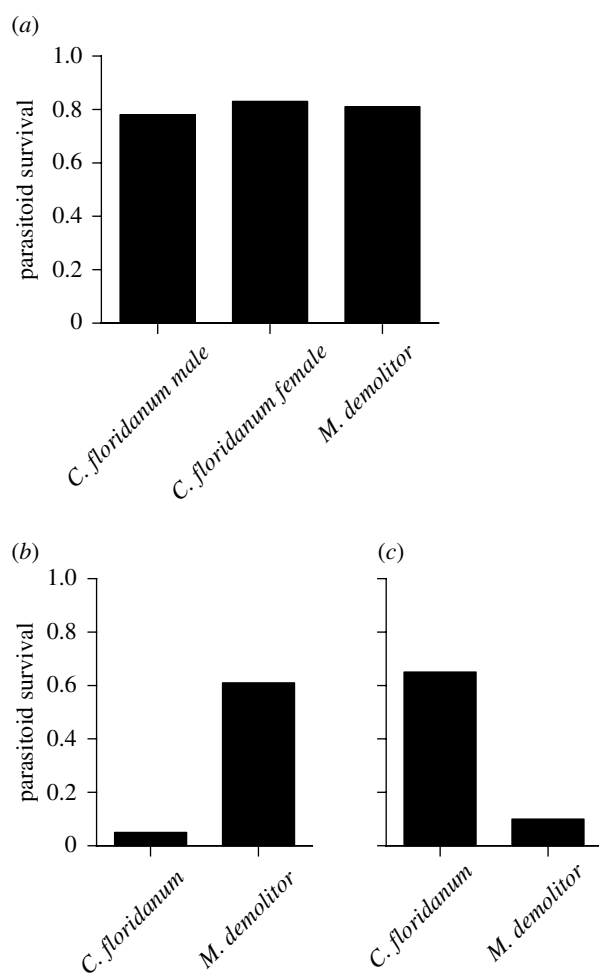 (a)
1.0
0.8
0.6
0.4
0.2
0
parasitoid survival
C. floridanum male
C. floridanum female
M. demolitor
(b)
1.0
0.8
0.6
0.4
0.2
0
parasitoid survival
C. floridanum
M. demolitor
(c)
C. floridanum
M. demolitor